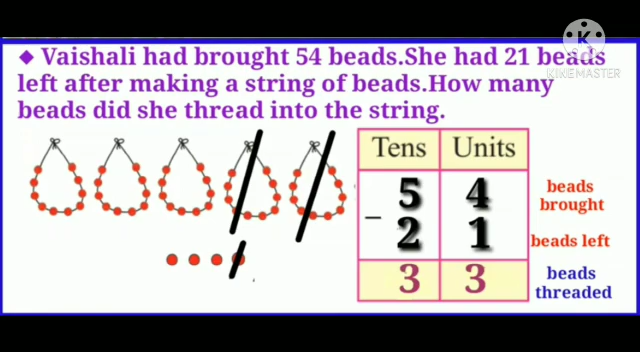 ◆ Vaishali had brought 54 beads.She had 21 beads
left after making a string of beads.How many
beads did she thread into the string.
KINEMASTER
Tens Units
5 4 beads brought
− 2 1 beads left
3 3 beads threaded